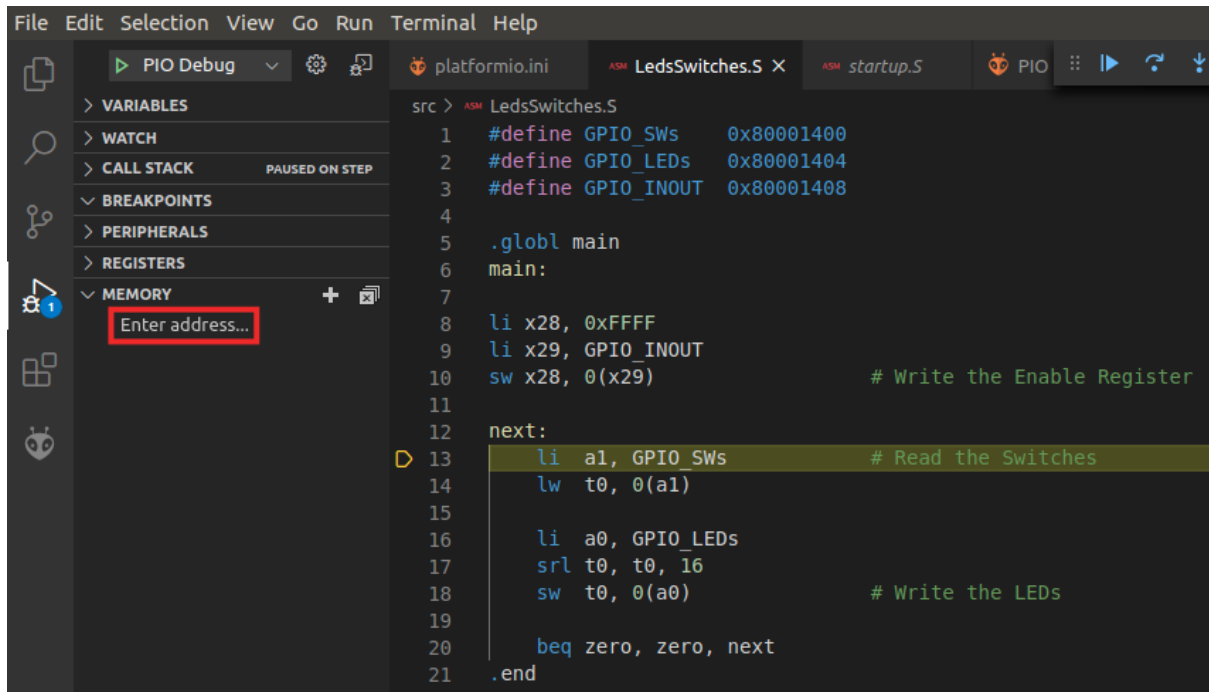 File Edit Selection View Go Run Terminal Help
PIO Debug
platformio.ini
ASM LedsSwitches.S
ASM startup.S
PIO
VARIABLES
WATCH
CALL STACK PAUSED ON STEP
BREAKPOINTS
PERIPHERALS
REGISTERS
MEMORY
Enter address...
1
src > ASM LedsSwitches.S
1 #define GPIO_SWs 0x80001400
2 #define GPIO_LEDs 0x80001404
3 #define GPIO_INOUT 0x80001408
4
5 .globl main
6 main:
7
8 li x28, 0xFFFF
9 li x29, GPIO_INOUT
10 sw x28, 0(x29) # Write the Enable Register
11
12 next:
13 li a1, GPIO_SWs # Read the Switches
14 lw t0, 0(a1)
15
16 li a0, GPIO_LEDs
17 srl t0, t0, 16
18 sw t0, 0(a0) # Write the LEDs
19
20 beq zero, zero, next
21 .end